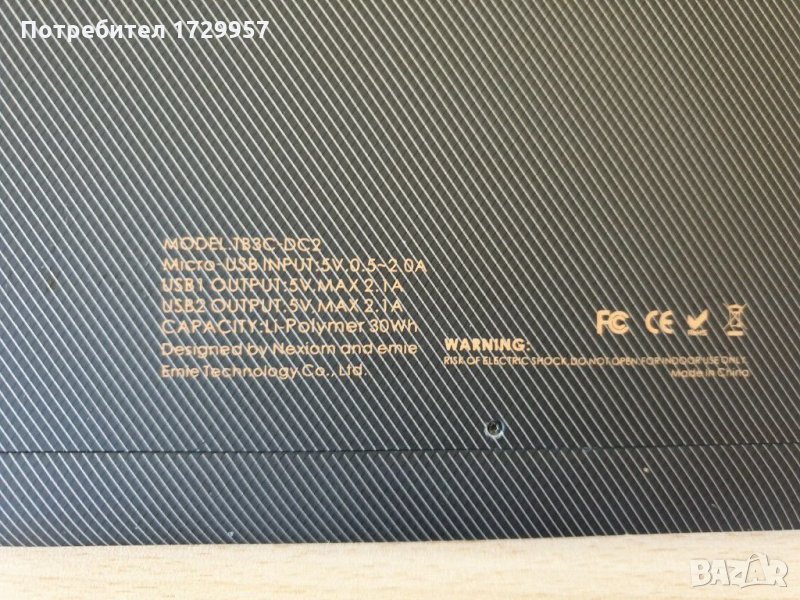 Потребител 1729957
MODEL:TB3C-DC2
Micro-USB INPUT:5V,0.5~2.0A
USB1 OUTPUT:5V,MAX 2.1A
USB2 OUTPUT:5V,MAX 2.1A
CAPACITY:Li-Polymer 30Wh
Designed by Nexiom and emie
Emie Technology Co., Ltd.
FC CE
WARNING:
RISK OF ELECTRIC SHOCK,DO NOT OPEN,FOR INDOOR USE ONLY.
Made in China
BAZAR